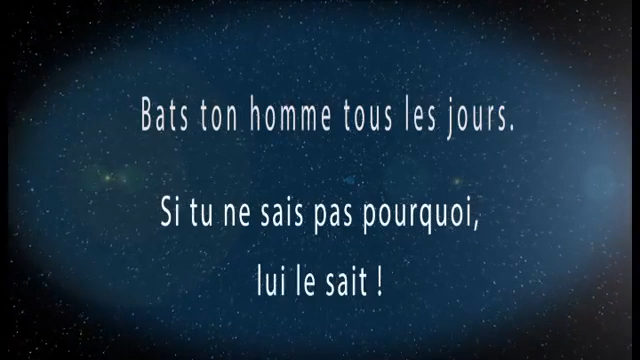 Bats ton homme tous les jours.
Si tu ne sais pas pourquoi,
lui le sait !